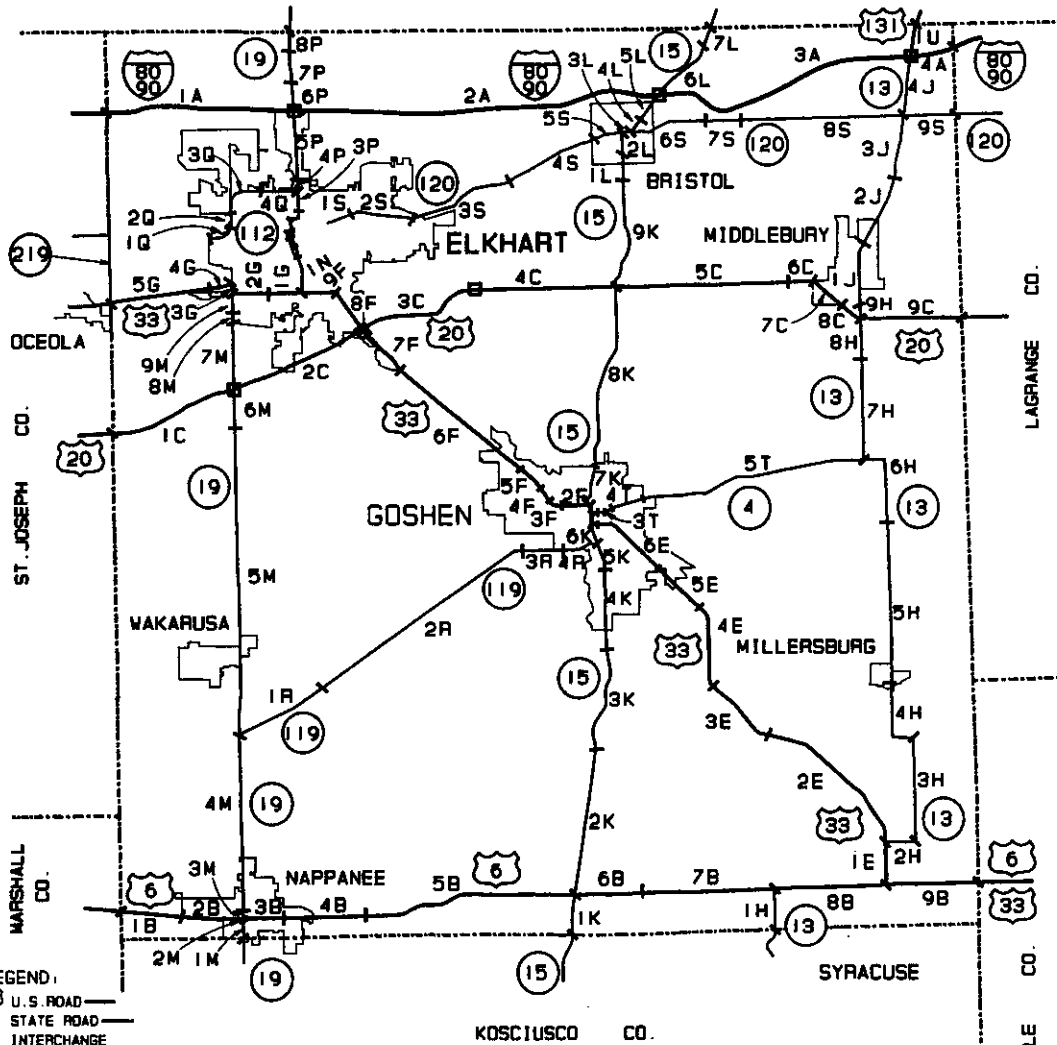 131
19
8P
15
7L
1U
80
90
3L
5L
3A
80
90
80
90
7P
4L
6L
13
4A
4J
1A
6P
2A
5S
2L
6S
7S
120
8S
9S
120
5P
3P
4P
3Q
120
4S
1L
BRISTOL
3J
4Q
1S
2S
3S
15
2J
2Q
1Q
112
ELKHART
9K
MIDDLEBURY
219
4G
2G
1G
1N
9F
4C
5C
6C
1J
5G
33
3G
8F
3C
20
7C
8C
9H
9C
OCEOLA
9M
8M
7M
2C
7F
8H
20
8K
13
6M
33
7H
1C
6F
15
20
19
7K
5T
6H
5F
4F
3F
2F
4
3T
4
13
GOSHEN
6K
6E
3R
4R
5K
119
5E
5M
4K
5H
WAKARUSA
2R
4E
33
MILLERSBURG
15
1R
3K
4H
119
3E
3H
4M
19
2E
2K
33
13
3M
NAPPANEE
6
1E
2H
6
6
5B
6B
7B
1B
2B
3B
4B
8B
9B
33
1K
1H
13
2M
1M
19
15
SYRACUSE
ST. JOSEPH CO.
LAGRANGE CO.
MARSHALL CO.
EGEND:
U.S. ROAD
STATE ROAD
INTERCHANGE
KOSCIUSCO CO.
LE CO.